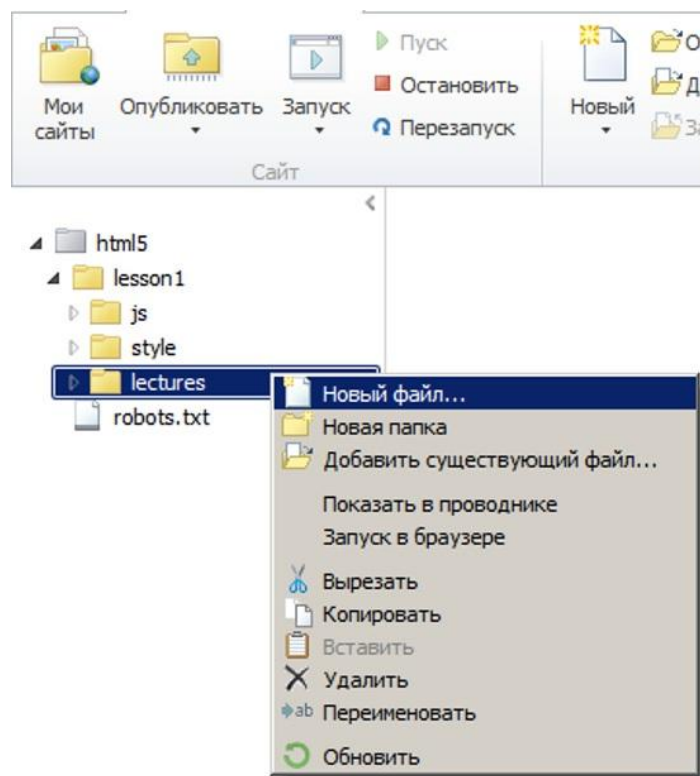 Мои
сайты
Опубликовать
Запуск
Пуск
Остановить
Перезапуск
Новый
Сайт
html5
lesson1
js
style
lectures
robots.txt
Новый файл...
Новая папка
Добавить существующий файл...
Показать в проводнике
Запуск в браузере
Вырезать
Копировать
Вставить
Удалить
ab Переименовать
Обновить